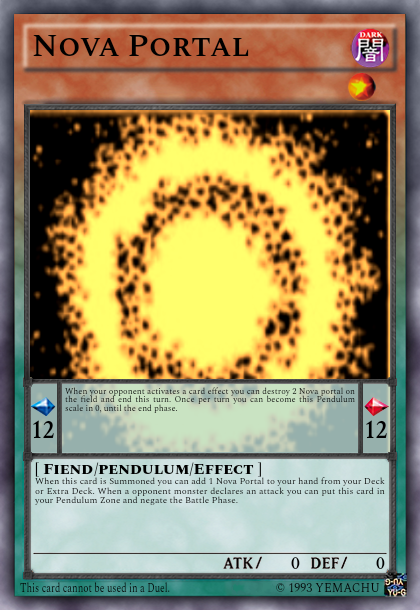 Nova Portal
DARK
闇
When your opponent activates a card effect you can destroy 2 Nova portal on
the field and end this turn. Once per turn you can become this Pendulum
scale in 0, until the end phase.
12 12
[ Fiend/Pendulum/Effect ]
When this card is Summoned you can add 1 Nova Portal to your hand from your Deck
or Extra Deck. When a opponent monster declares an attack you can put this card in
your Pendulum Zone and negate the Battle Phase.
ATK/ 0 DEF/ 0
This card cannot be used in a Duel. © 1993 YEMACHU